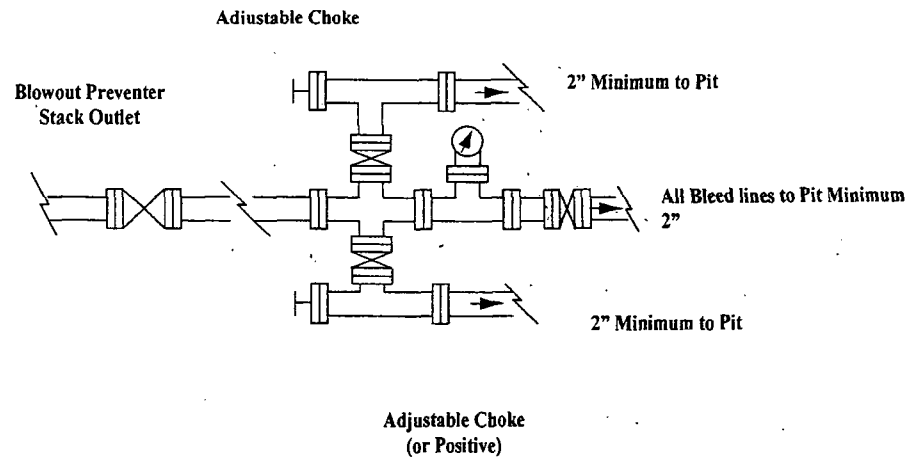 Adjustable Choke
2” Minimum to Pit
Blowout Preventer
Stack Outlet
All Bleed lines to Pit Minimum
2”
2” Minimum to Pit
Adjustable Choke
(or Positive)